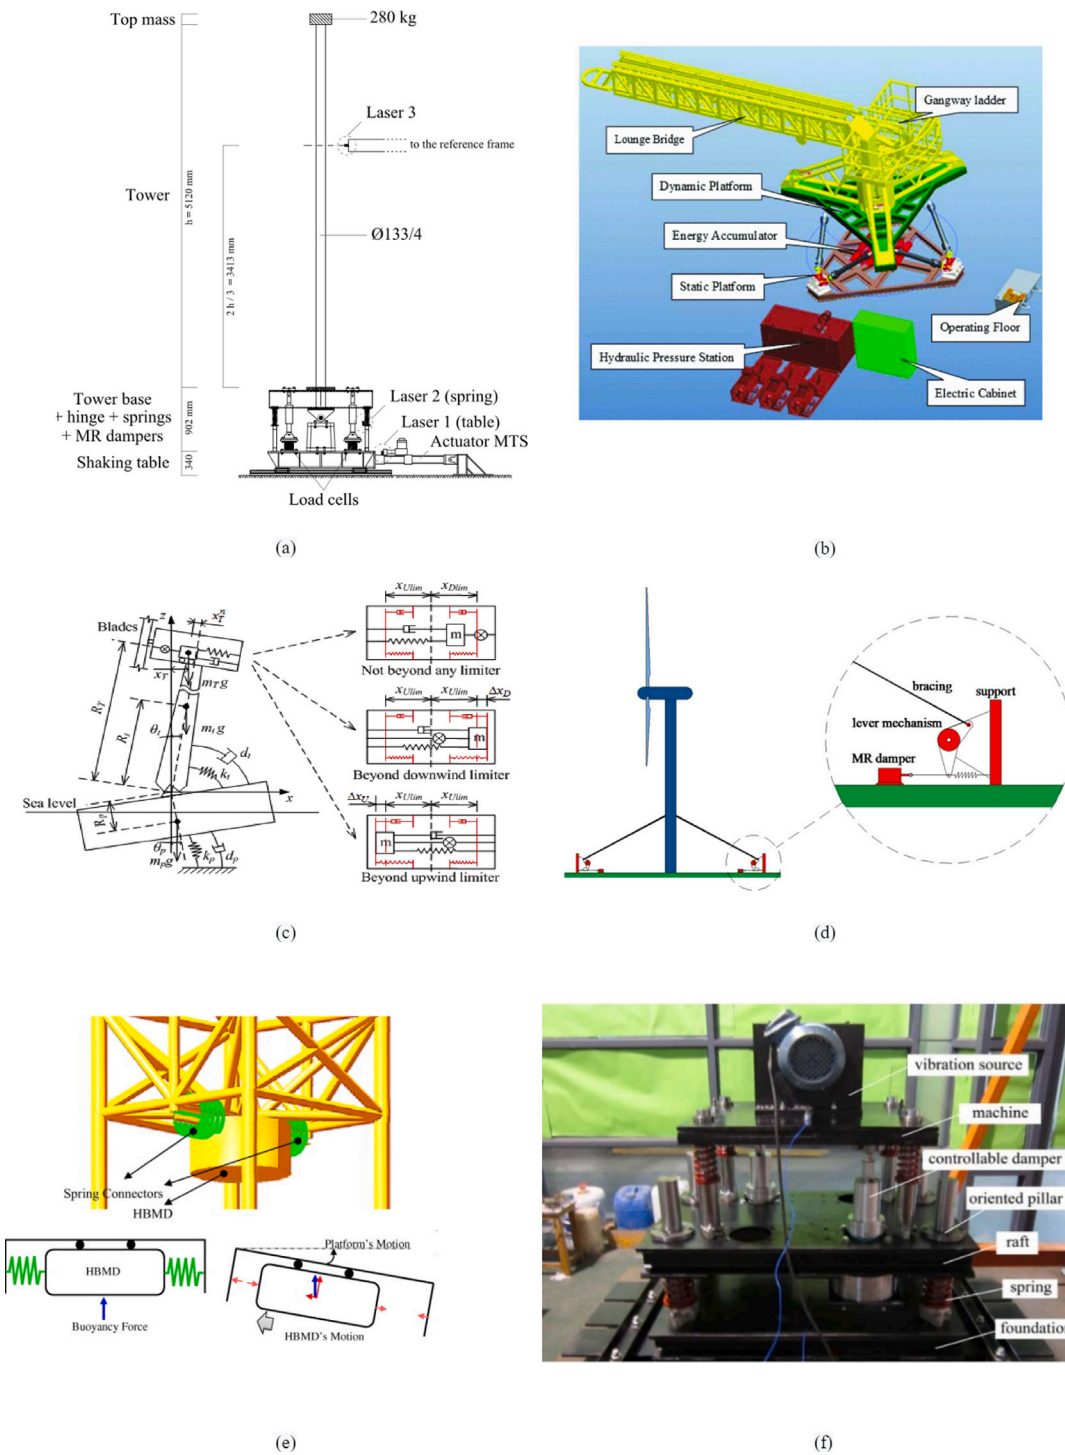 Top mass
280 kg
Laser 3
to the reference frame
Tower
h = 5120 mm
2 h / 3 = 3413 mm
Ø133/4
Tower base
+ hinge + springs
+ MR dampers
902 mm
Laser 2 (spring)
Laser 1 (table)
Actuator MTS
Shaking table
340
Load cells
(a)
Gangway ladder
Lounge Bridge
Dynamic Platform
Energy Accumulator
Static Platform
Operating Floor
Hydraulic Pressure Station
Electric Cabinet
(b)
z
Blades
x
Sea level
m
Not beyond any limiter
m
Beyond downwind limiter
m
Beyond upwind limiter
(c)
bracing
support
lever mechanism
MR damper
(d)
Spring Connectors
HBMD
Platform's Motion
HBMD
Buoyancy Force
HBMD's Motion
(e)
vibration source
machine
controllable damper
oriented pillar
raft
spring
foundation
(f)